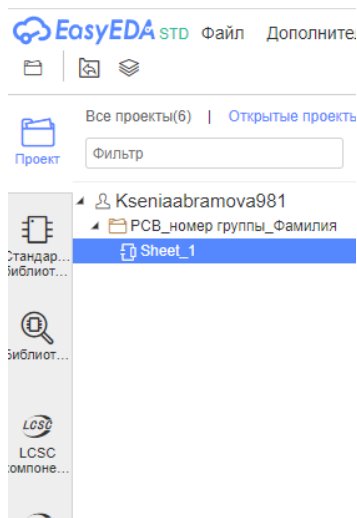 EasyEDA STD Файл Дополните
Все проекты(6) | Открытые проекты
Проект
Фильтр
Kseniaabramova981
PCB_номер группы_Фамилия
Sheet_1
Стандар...
библиот...
Библиот...
LCSC
LCSC
компоне...